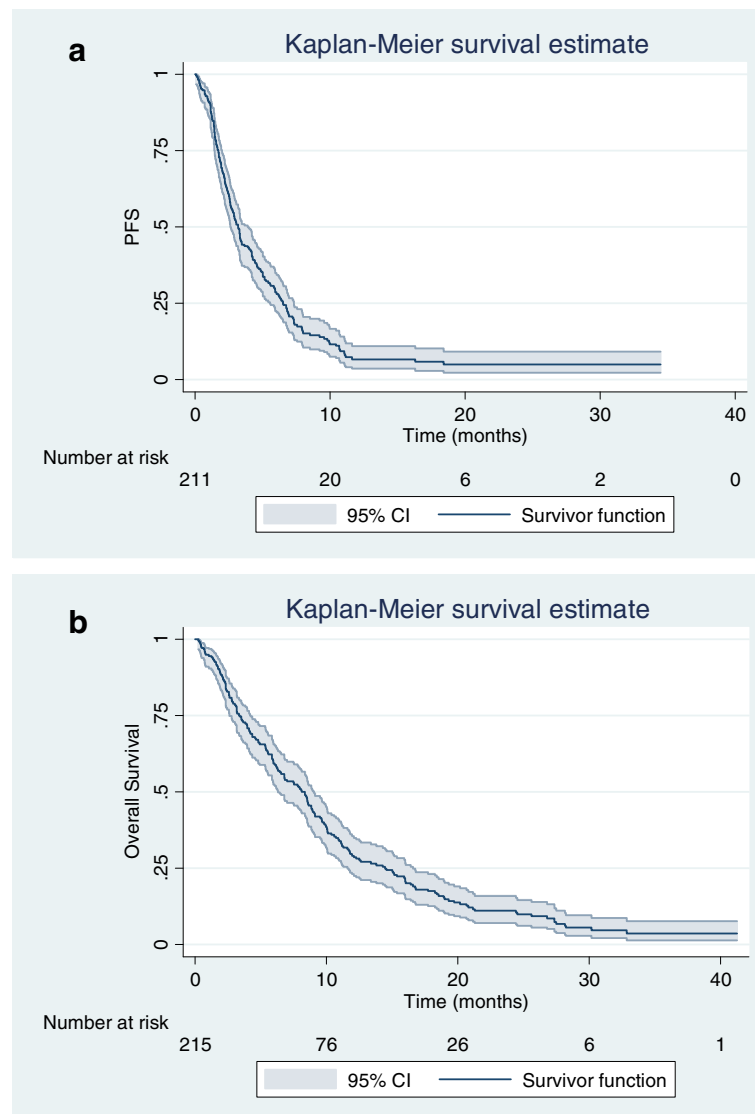 a
Kaplan-Meier survival estimate
1
.75
.5
.25
0
PFS
0 10 20 30 40
Time (months)
Number at risk
211 20 6 2 0
95% CI Survivor function
b
Kaplan-Meier survival estimate
1
.75
.5
.25
0
Overall Survival
0 10 20 30 40
Time (months)
Number at risk
215 76 26 6 1
95% CI Survivor function